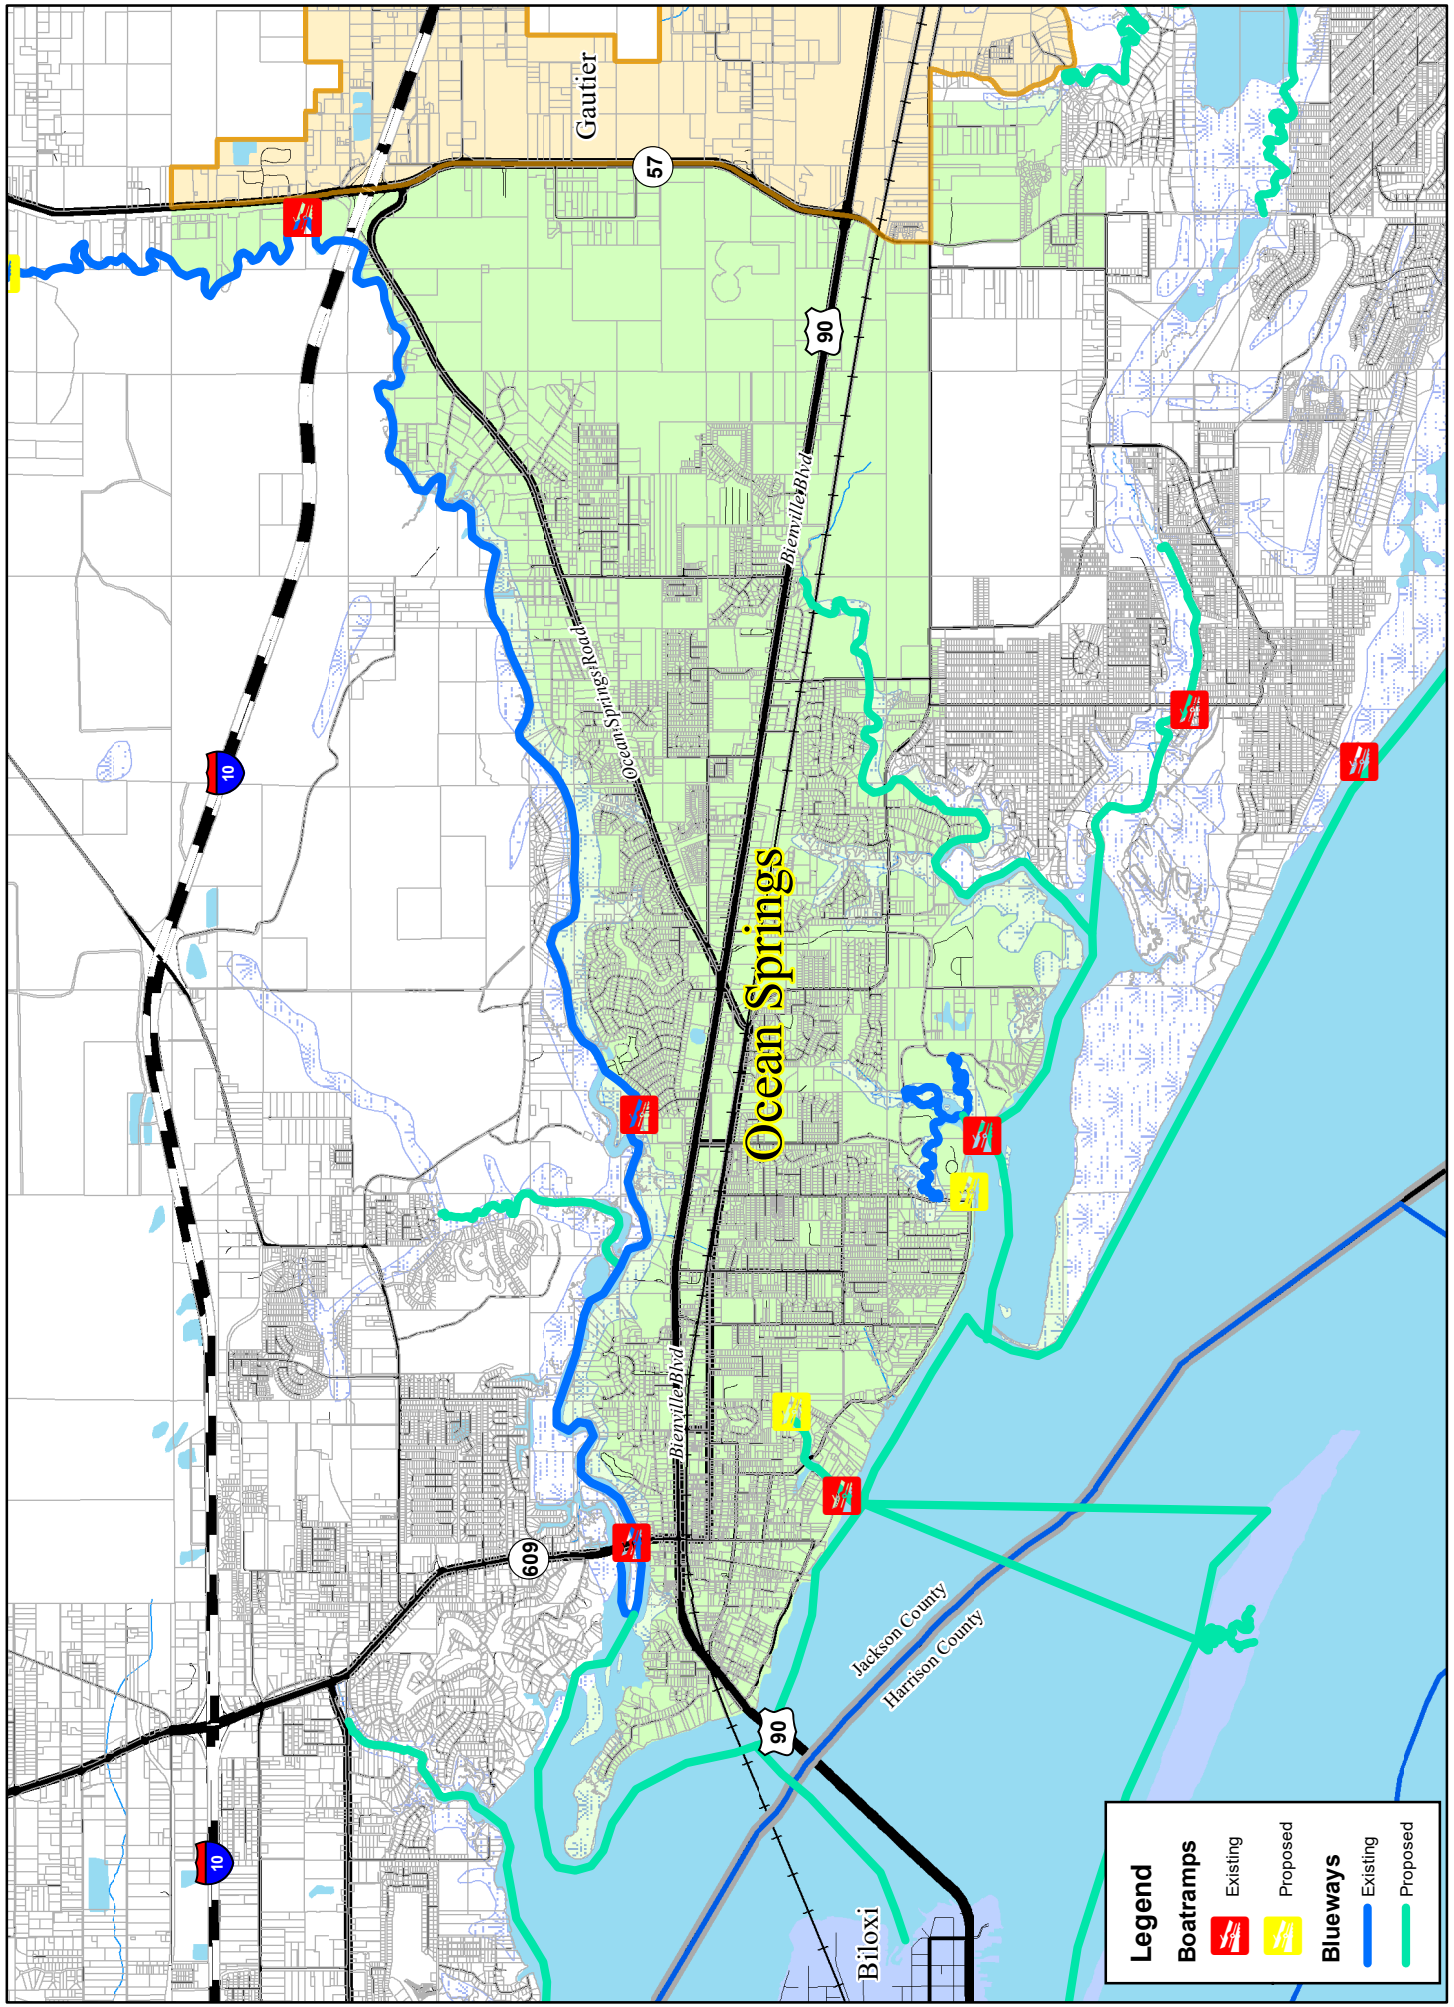 10
10
609
57
90
90
Gautier
Ocean Springs Road
Bienville Blvd
Bienville Blvd
Ocean Springs
Jackson County
Harrison County
Biloxi
Legend
Boatramps
Existing
Proposed
Blueways
Existing
Proposed